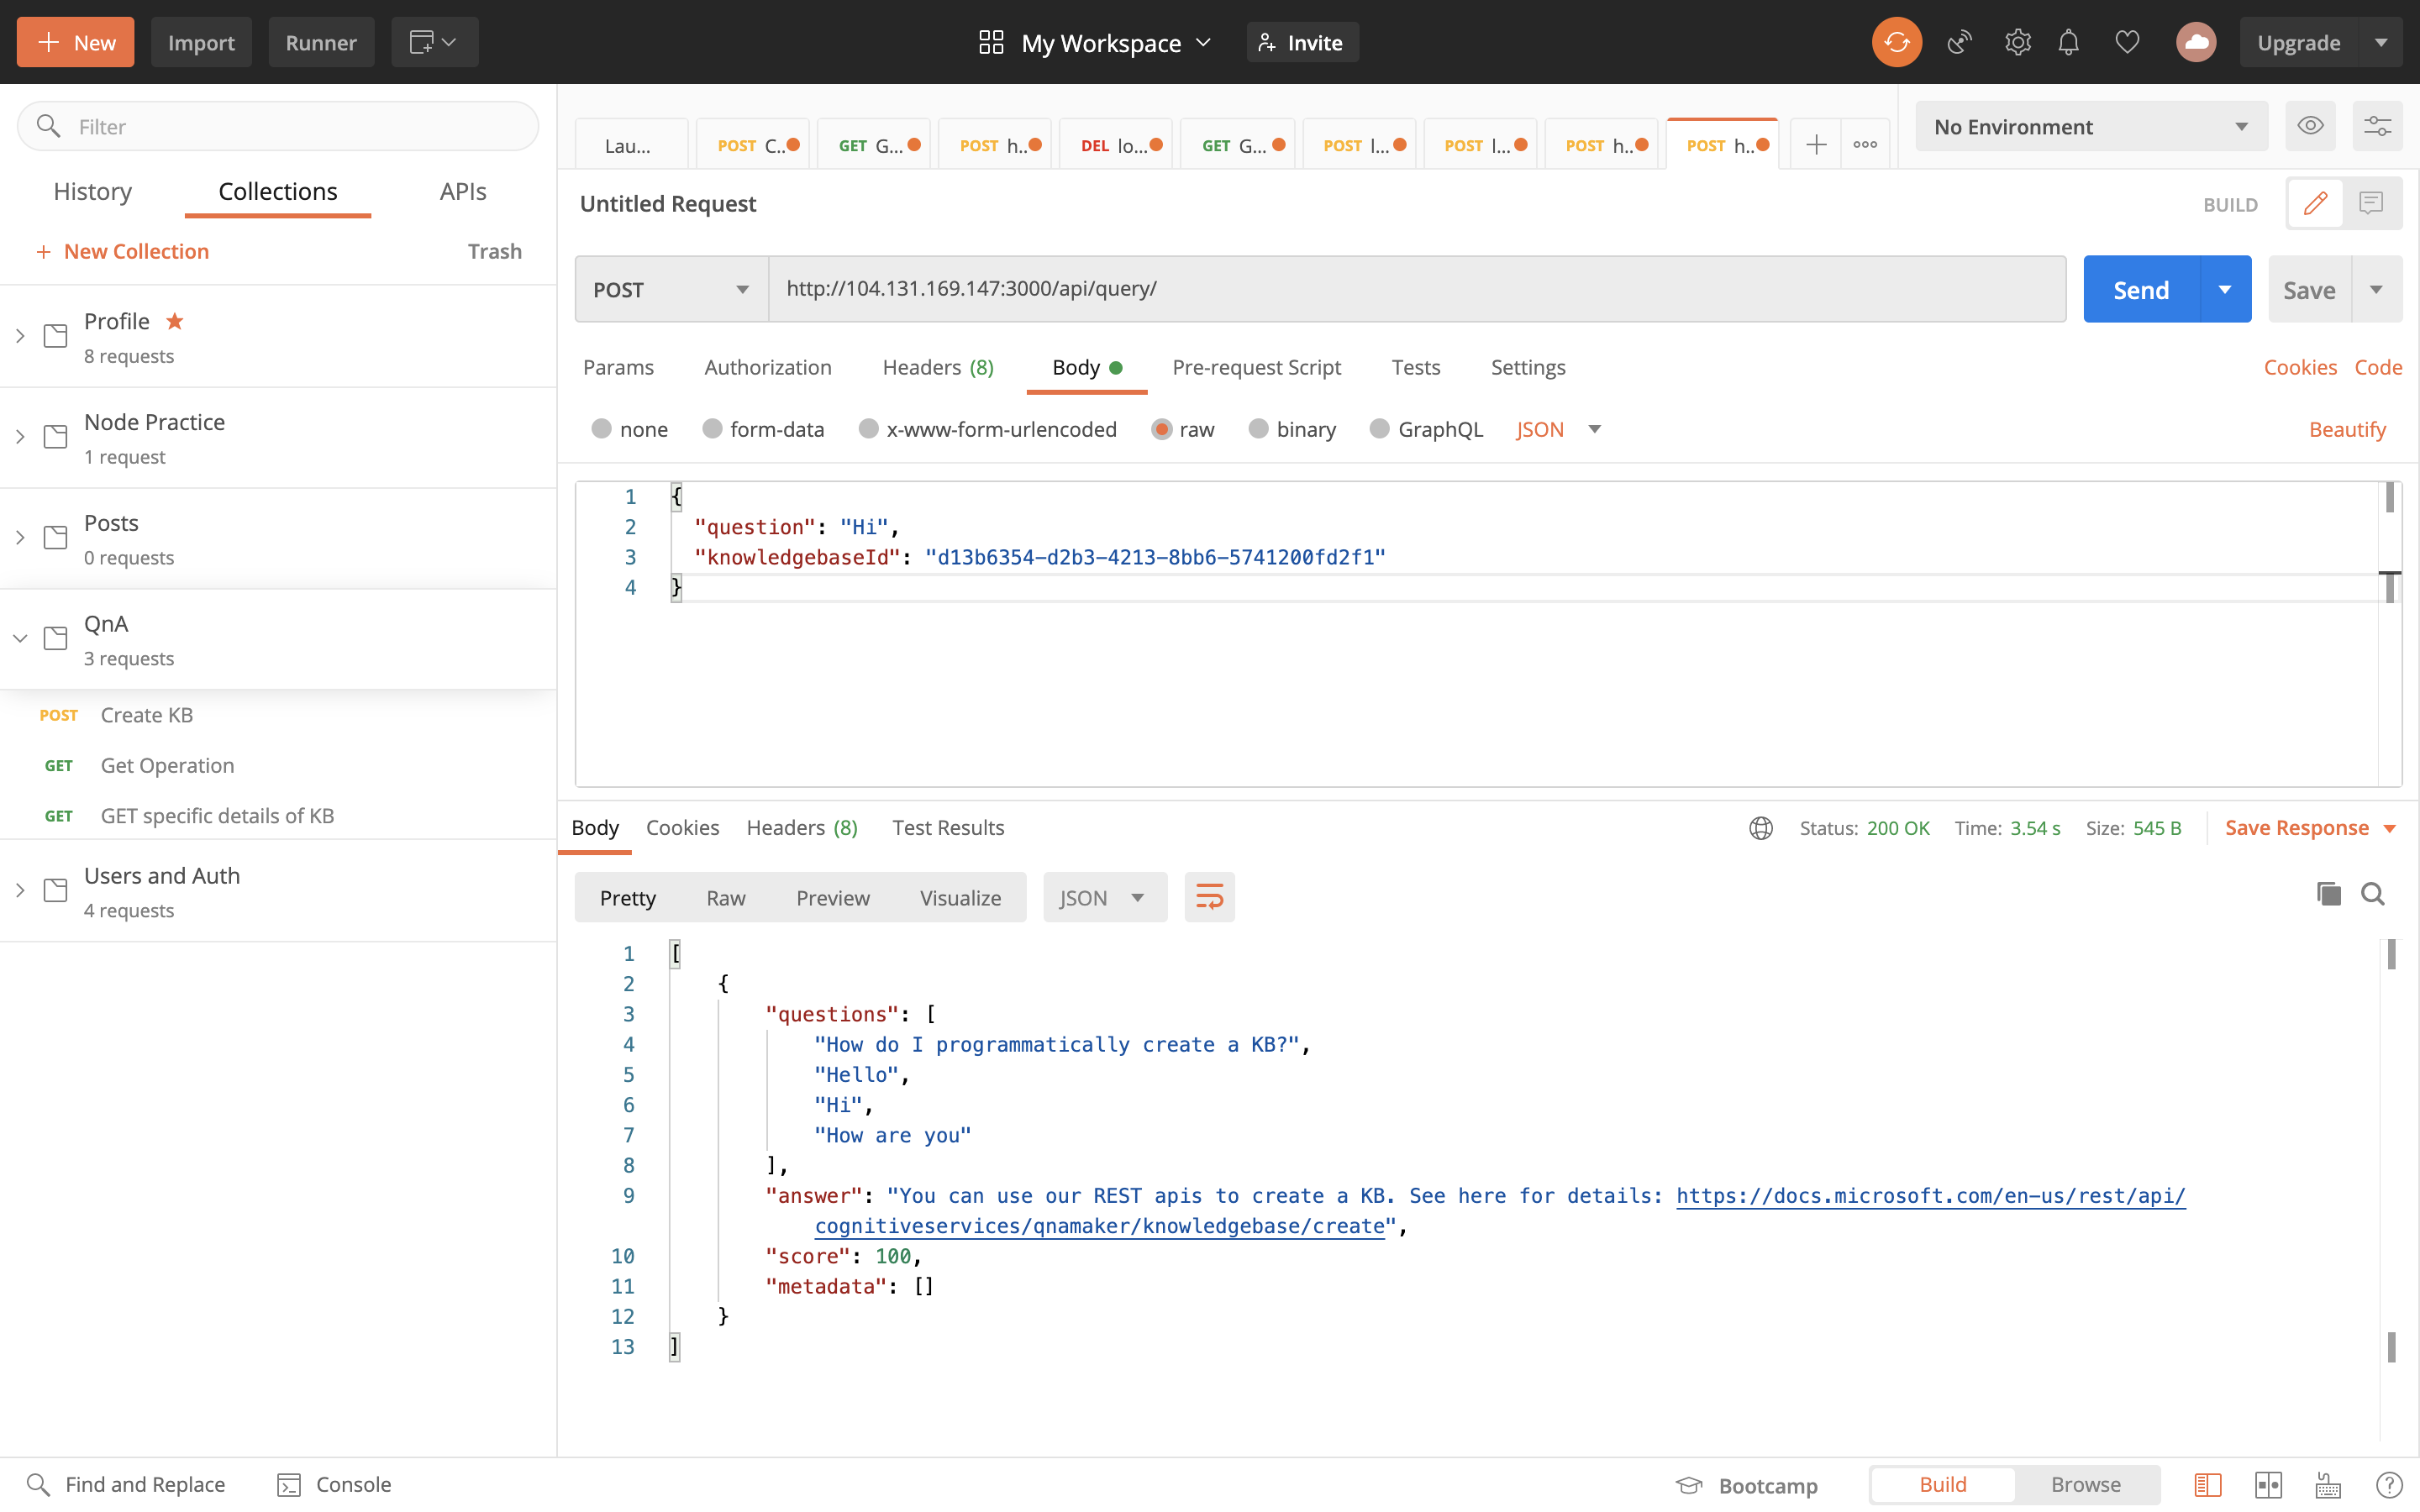 New
Import
Runner
My Workspace
Invite
Upgrade
Filter
History
Collections
APIs
+ New Collection
Trash
Profile
8 requests
Node Practice
1 request
Posts
0 requests
QnA
3 requests
POST Create KB
GET Get Operation
GET GET specific details of KB
Users and Auth
4 requests
Lau...
POST C..
GET G...
POST h..
DEL lo...
GET G...
POST l...
POST l...
POST h..
POST h..
No Environment
Untitled Request
BUILD
POST
http://104.131.169.147:3000/api/query/
Send
Save
Params
Authorization
Headers (8)
Body
Pre-request Script
Tests
Settings
Cookies
Code
none
form-data
x-www-form-urlencoded
raw
binary
GraphQL
JSON
Beautify
1 {
2 "question": "Hi",
3 "knowledgebaseId": "d13b6354-d2b3-4213-8bb6-5741200fd2f1"
4 }
Body
Cookies
Headers (8)
Test Results
Status: 200 OK
Time: 3.54 s
Size: 545 B
Save Response
Pretty
Raw
Preview
Visualize
JSON
1 [
2 {
3 "questions": [
4 "How do I programmatically create a KB?",
5 "Hello",
6 "Hi",
7 "How are you"
8 ],
9 "answer": "You can use our REST apis to create a KB. See here for details: https://docs.microsoft.com/en-us/rest/api/
cognitiveservices/qnamaker/knowledgebase/create",
10 "score": 100,
11 "metadata": []
12 }
13 ]
Find and Replace
Console
Bootcamp
Build
Browse